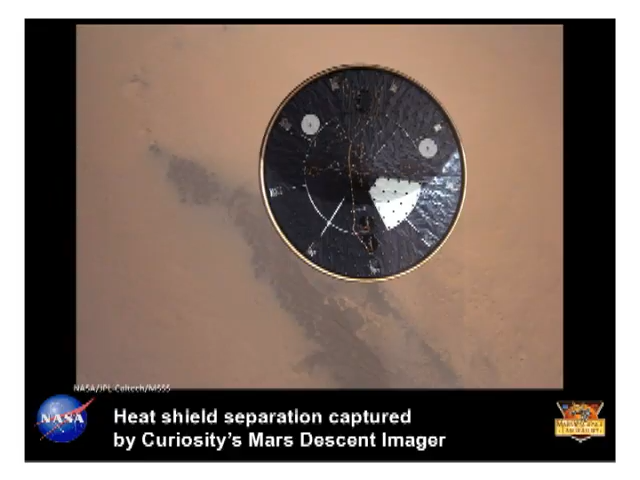 NASA/JPL-Caltech/MSSS
NASA
Heat shield separation captured
by Curiosity's Mars Descent Imager